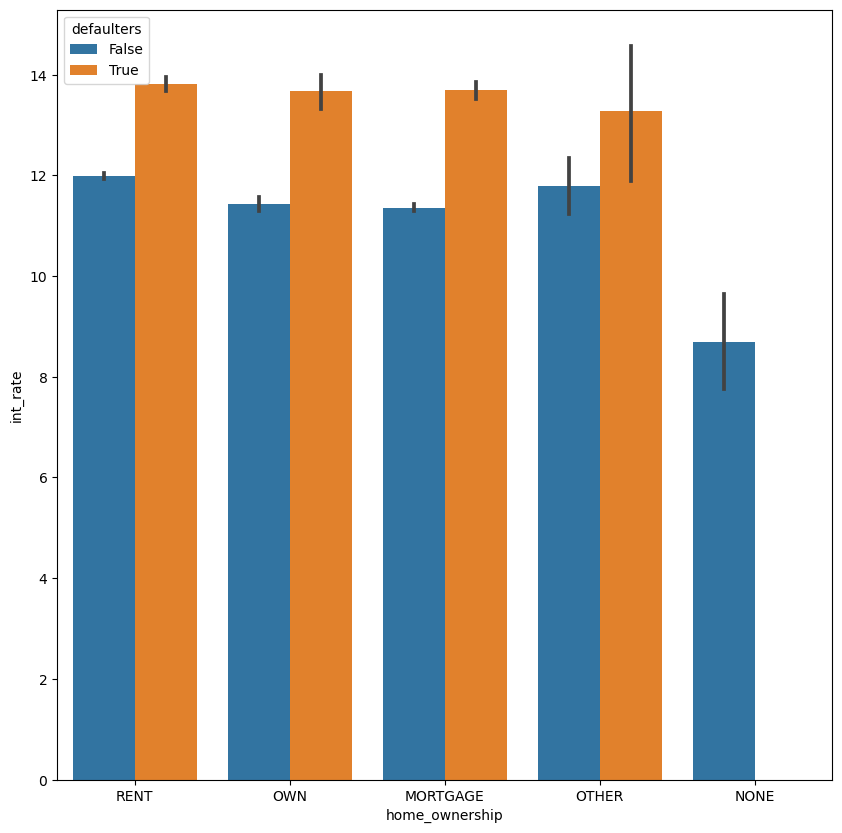 defaulters
False
True
14
12
10
8
6
4
2
0
int_rate
RENT OWN MORTGAGE OTHER NONE
home_ownership